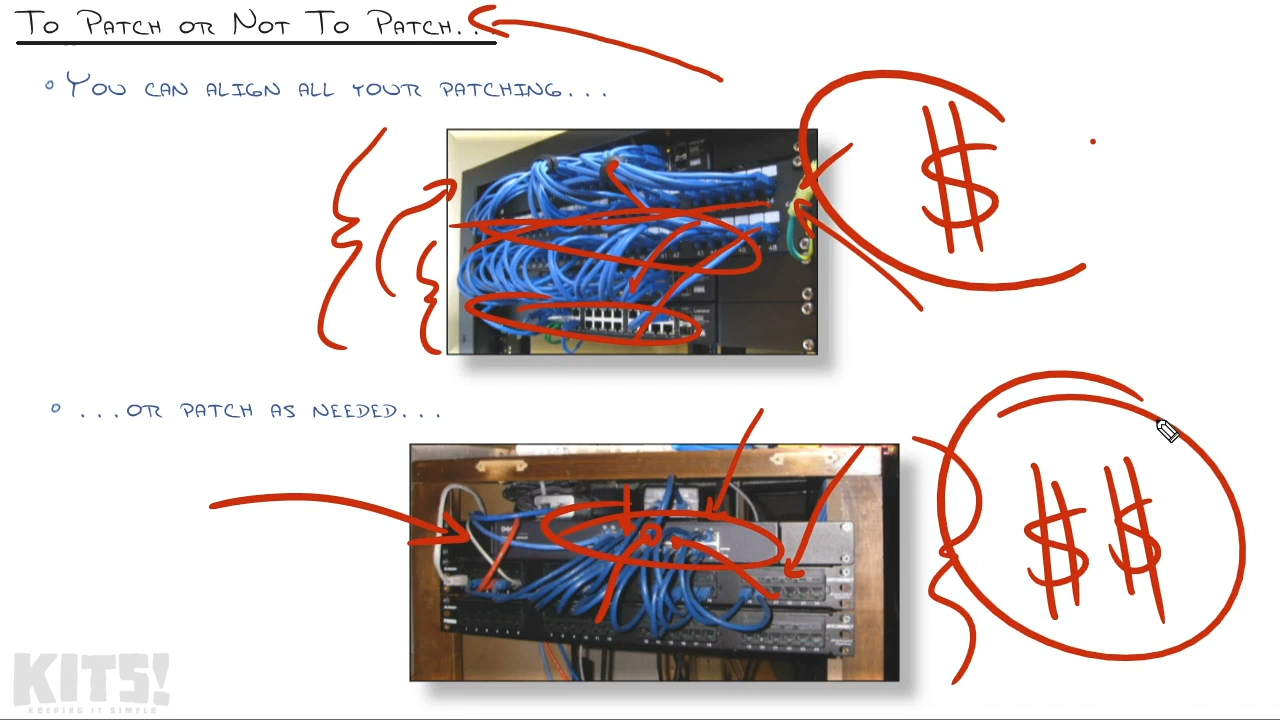 To Patch or Not To Patch...
You can align all your patching...
$
...or patch as needed...
$$
KITS!
KEEPING IT SIMPLE